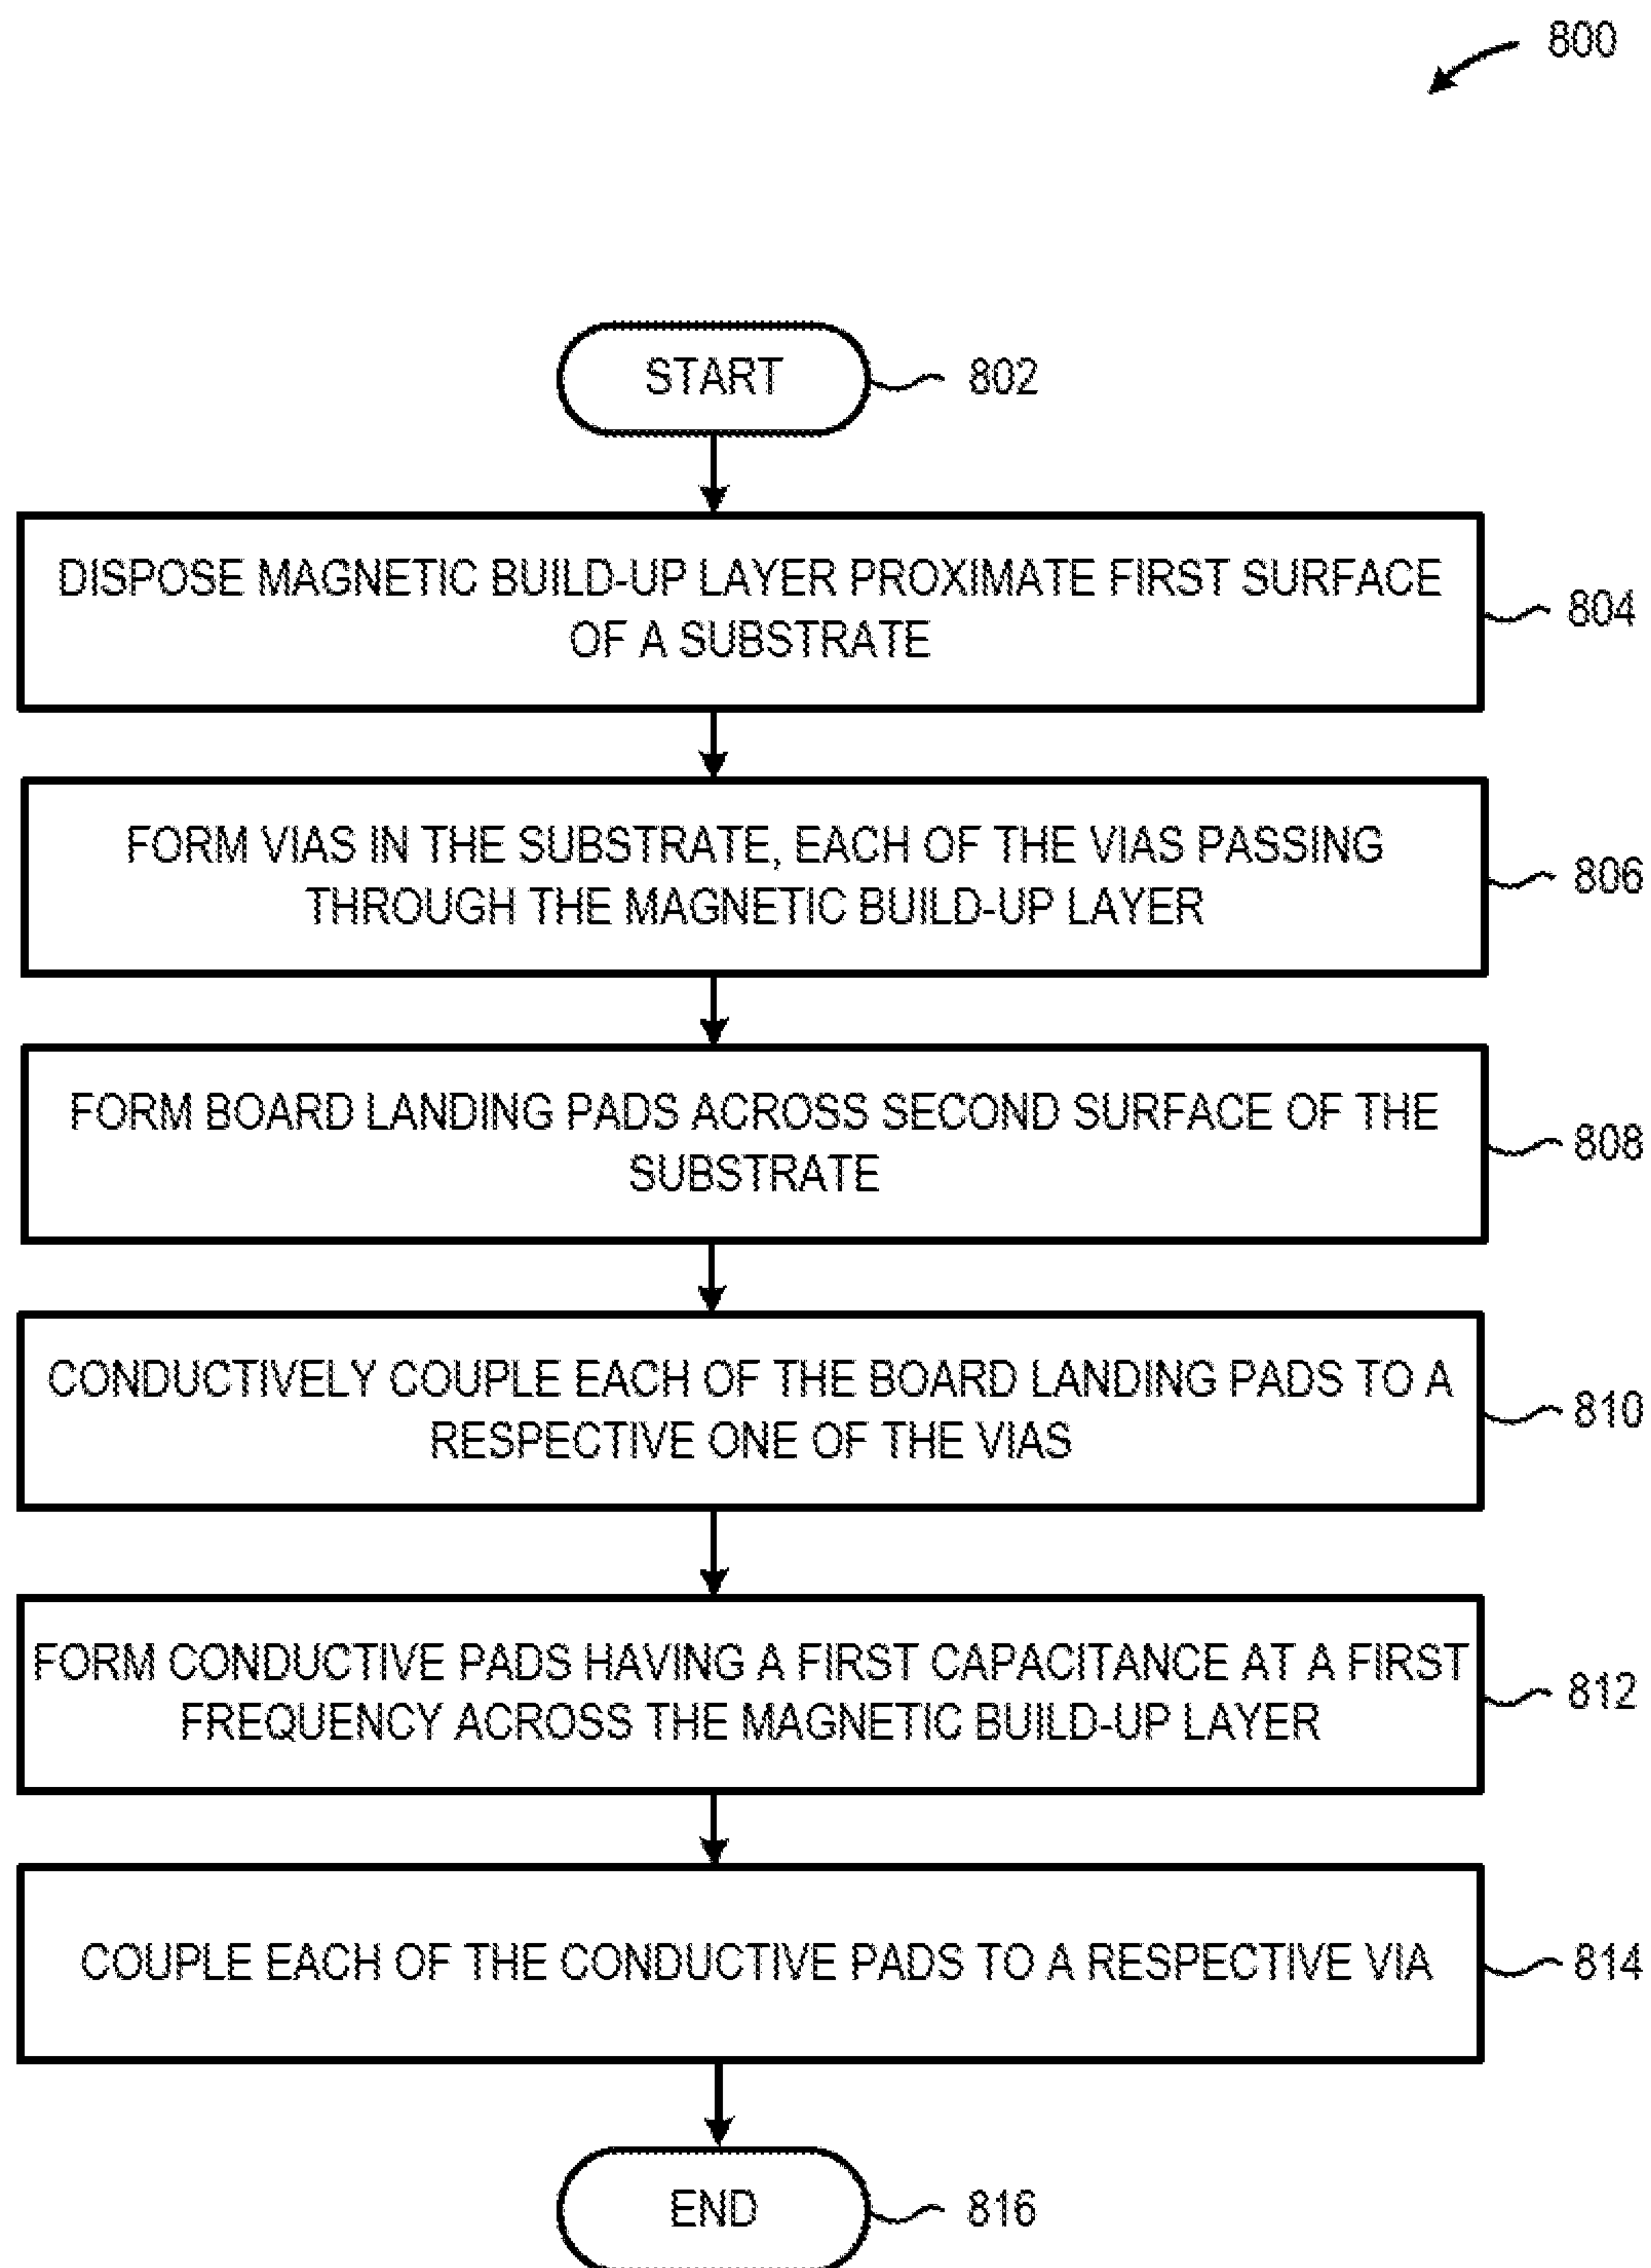 800
START
802
DISPOSE MAGNETIC BUILD-UP LAYER PROXIMATE FIRST SURFACE
OF A SUBSTRATE
804
FORM VIAS IN THE SUBSTRATE, EACH OF THE VIAS PASSING
THROUGH THE MAGNETIC BUILD-UP LAYER
806
FORM BOARD LANDING PADS ACROSS SECOND SURFACE OF THE
SUBSTRATE
808
CONDUCTIVELY COUPLE EACH OF THE BOARD LANDING PADS TO A
RESPECTIVE ONE OF THE VIAS
810
FORM CONDUCTIVE PADS HAVING A FIRST CAPACITANCE AT A FIRST
FREQUENCY ACROSS THE MAGNETIC BUILD-UP LAYER
812
COUPLE EACH OF THE CONDUCTIVE PADS TO A RESPECTIVE VIA
814
END
816